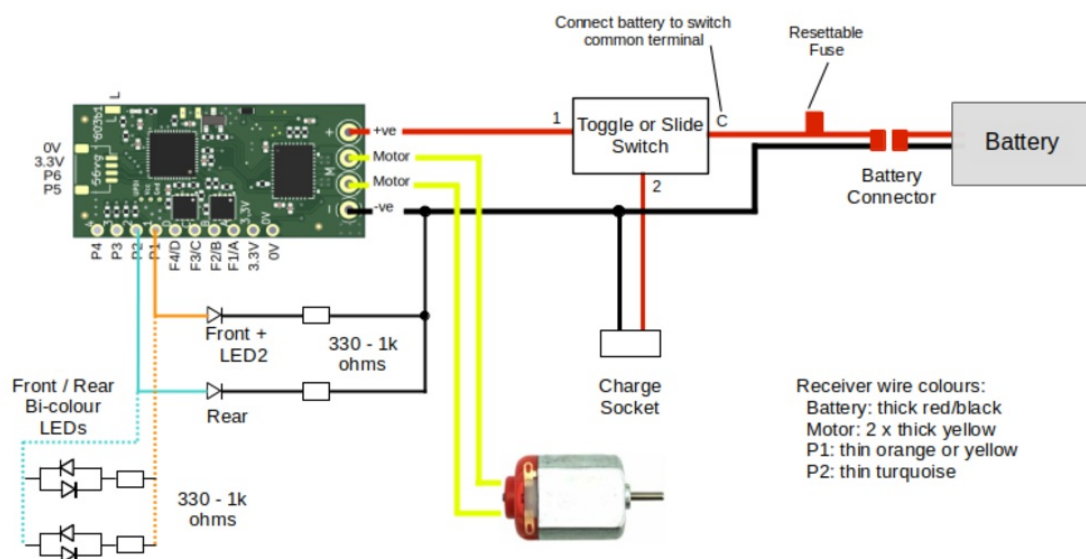 Connect battery to switch
common terminal
Resettable
Fuse
L
603b1
1
Toggle or Slide
Switch
C
2
Battery
Battery
Connector
+ve
Motor
Motor
-ve
+
M
0V
3.3V
P6
P5
P4
P3
P2
P1
F4/D
F3/C
F2/B
F1/A
3.3V
0V
Front +
LED2
330 - 1k
ohms
Rear
Front / Rear
Bi-colour
LEDs
330 - 1k
ohms
Charge
Socket
Receiver wire colours:
Battery: thick red/black
Motor: 2 x thick yellow
P1: thin orange or yellow
P2: thin turquoise